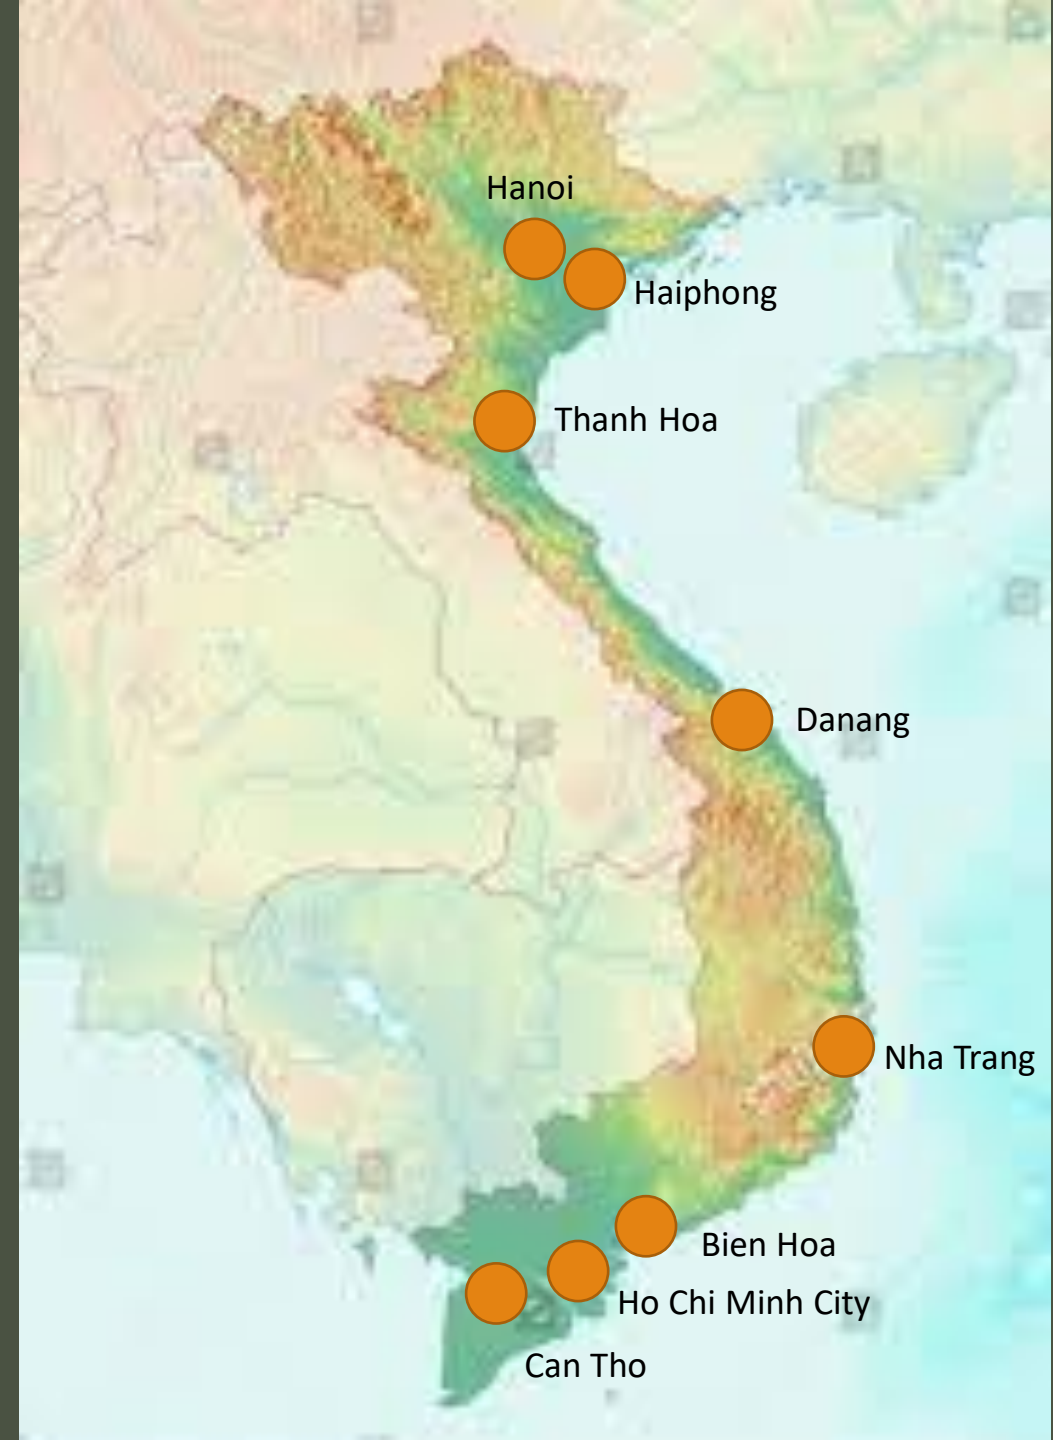 Hanoi
Haiphong
Thanh Hoa
Danang
Nha Trang
Bien Hoa
Ho Chi Minh City
Can Tho